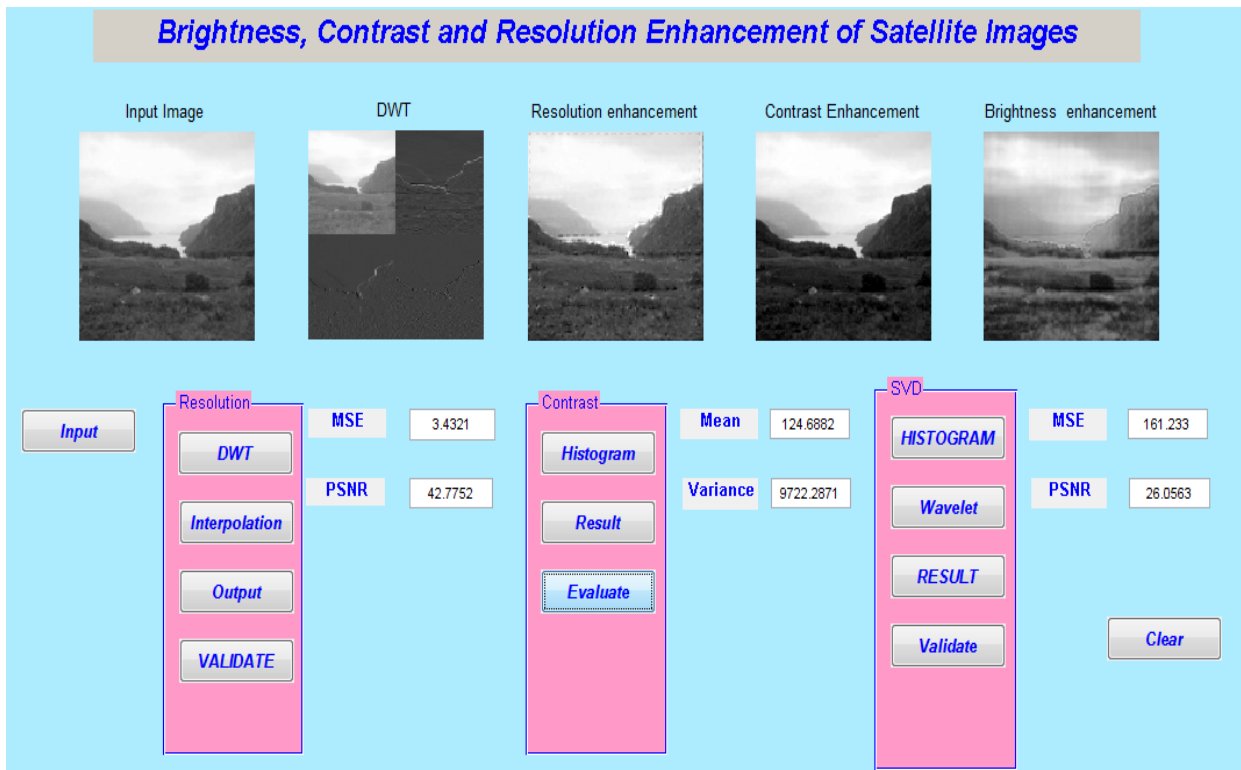 Brightness, Contrast and Resolution Enhancement of Satellite Images
Input Image
DWT
Resolution enhancement
Contrast Enhancement
Brightness enhancement
Input
Resolution
DWT
Interpolation
Output
VALIDATE
MSE
3.4321
PSNR
42.7752
Contrast
Histogram
Result
Evaluate
Mean
124.6882
Variance
9722.2871
SVD
HISTOGRAM
Wavelet
RESULT
Validate
MSE
161.233
PSNR
26.0563
Clear